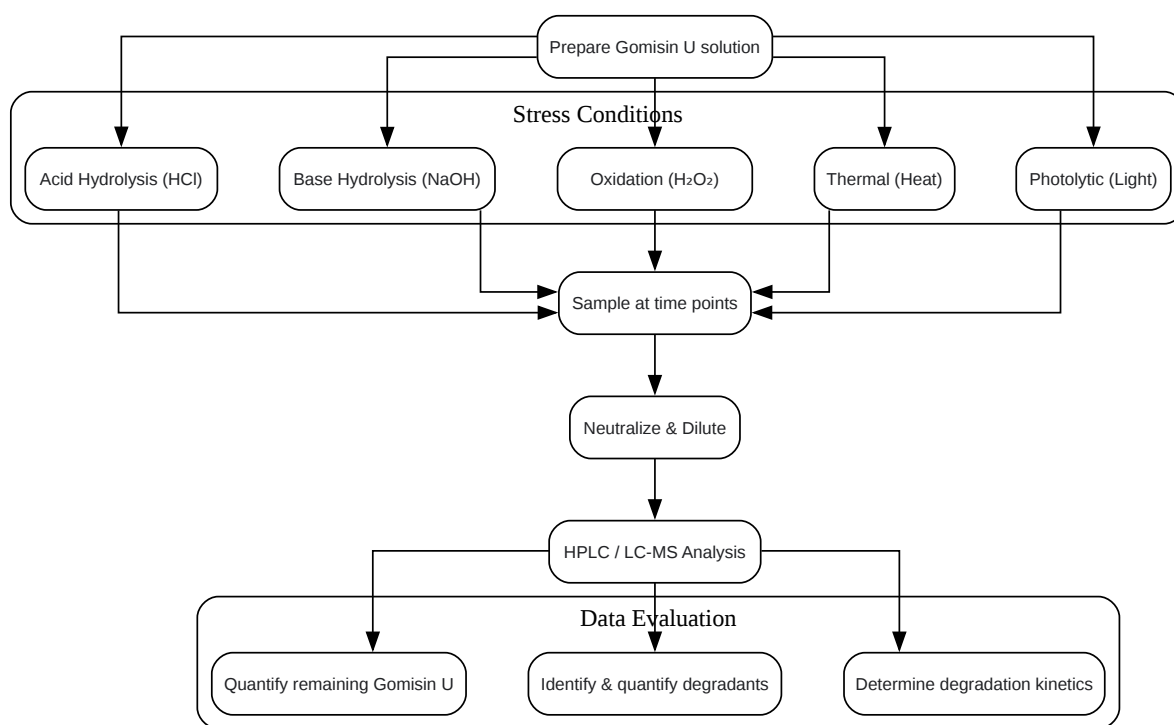 Prepare Gomisin U solution
Stress Conditions
Acid Hydrolysis (HCl)
Base Hydrolysis (NaOH)
Oxidation (H₂O₂)
Thermal (Heat)
Photolytic (Light)
Sample at time points
Neutralize & Dilute
HPLC / LC-MS Analysis
Data Evaluation
Quantify remaining Gomisin U
Identify & quantify degradants
Determine degradation kinetics